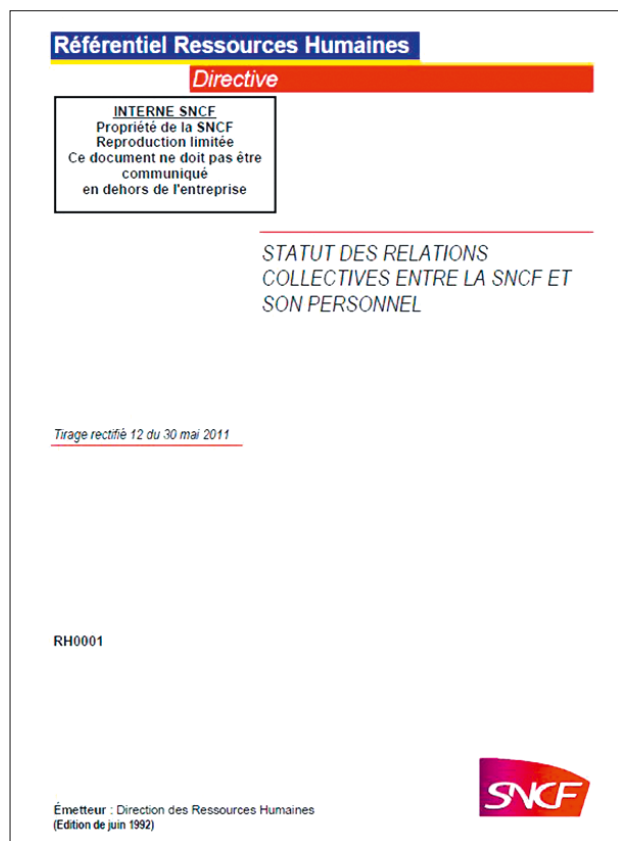 Référentiel Ressources Humaines
Directive
INTERNE SNCF
Propriété de la SNCF
Reproduction limitée
Ce document ne doit pas être
communiqué
en dehors de l'entreprise
STATUT DES RELATIONS
COLLECTIVES ENTRE LA SNCF ET
SON PERSONNEL
Tirage rectifié 12 du 30 mai 2011
RH0001
SNCF
Émetteur : Direction des Ressources Humaines
(Edition de juin 1992)